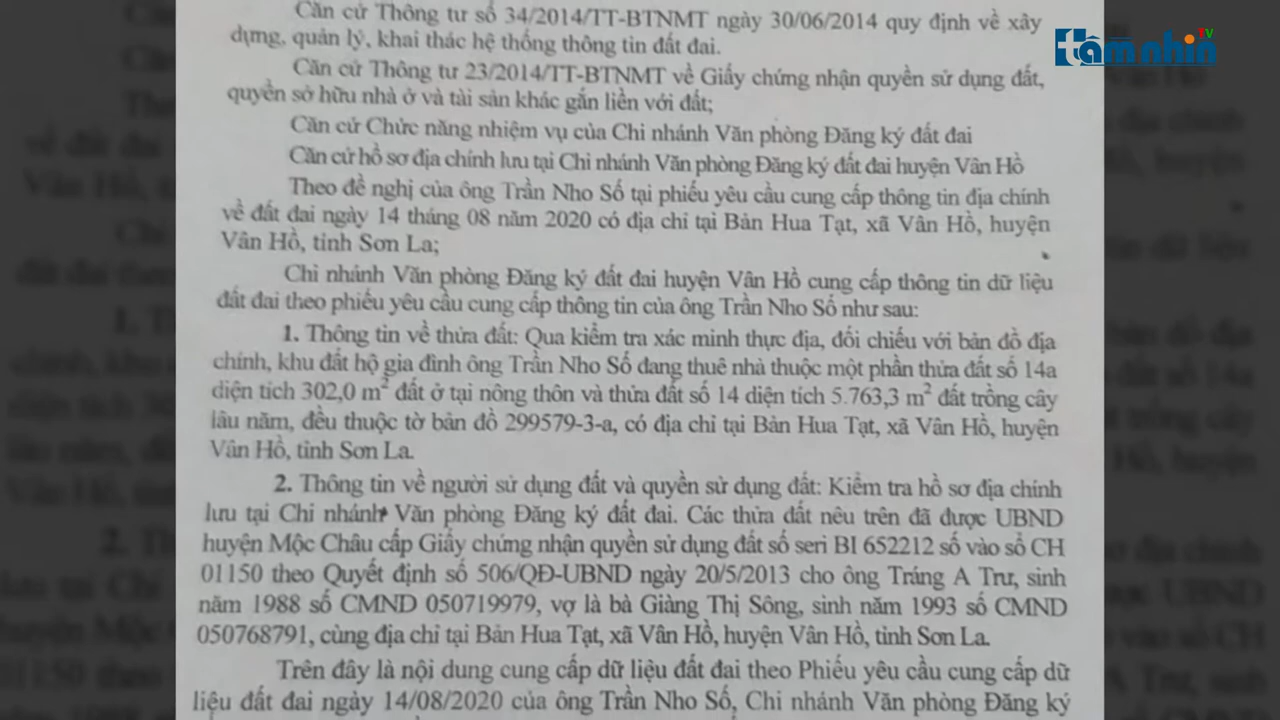 Căn cứ Thông tư số 34/2014/TT-BTNMT ngày 30/06/2014 quy định về xây
dựng, quản lý, khai thác hệ thống thông tin đất đai.
Căn cứ Thông tư 23/2014/TT-BTNMT về Giấy chứng nhận quyền sử dụng đất,
quyền sở hữu nhà ở và tài sản khác gắn liền với đất;
Căn cứ Chức năng nhiệm vụ của Chi nhánh Văn phòng Đăng ký đất đai
Căn cứ hồ sơ địa chính lưu tại Chi nhánh Văn phòng Đăng ký đất đai huyện Vân Hồ
Theo đề nghị của ông Trần Nho Số tại phiếu yêu cầu cung cấp thông tin địa chính
về đất đai ngày 14 tháng 08 năm 2020 có địa chỉ tại Bản Hua Tạt, xã Vân Hồ, huyện
Vân Hồ, tỉnh Sơn La;
Chi nhánh Văn phòng Đăng ký đất đai huyện Vân Hồ cung cấp thông tin dữ liệu
đất đai theo phiếu yêu cầu cung cấp thông tin của ông Trần Nho Số như sau:
1. Thông tin về thửa đất: Qua kiểm tra xác minh thực địa, đối chiếu với bản đồ địa
chính, khu đất hộ gia đình ông Trần Nho Số đang thuê nhà thuộc một phần thửa đất số 14a
diện tích 302,0 m² đất ở tại nông thôn và thửa đất số 14 diện tích 5.763,3 m² đất trồng cây
lâu năm, đều thuộc tờ bản đồ 299579-3-a, có địa chỉ tại Bản Hua Tạt, xã Vân Hồ, huyện
Vân Hồ, tỉnh Sơn La.
2. Thông tin về người sử dụng đất và quyền sử dụng đất: Kiểm tra hồ sơ địa chính
lưu tại Chi nhánh Văn phòng Đăng ký đất đai. Các thửa đất nêu trên đã được UBND
huyện Mộc Châu cấp Giấy chứng nhận quyền sử dụng đất số seri BI 652212 số vào sổ CH
01150 theo Quyết định số 506/QĐ-UBND ngày 20/5/2013 cho ông Tráng A Trư, sinh
năm 1988 số CMND 050719979, vợ là bà Giàng Thị Sông, sinh năm 1993 số CMND
050768791, cùng địa chỉ tại Bản Hua Tạt, xã Vân Hồ, huyện Vân Hồ, tỉnh Sơn La.
Trên đây là nội dung cung cấp dữ liệu đất đai theo Phiếu yêu cầu cung cấp dữ
liệu đất đai ngày 14/08/2020 của ông Trần Nho Số, Chi nhánh Văn phòng Đăng ký
tầm nhìn TV